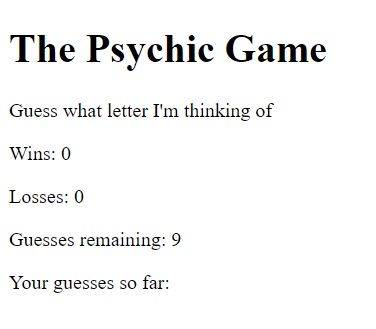 The Psychic Game
Guess what letter I'm thinking of
Wins: 0
Losses: 0
Guesses remaining: 9
Your guesses so far: